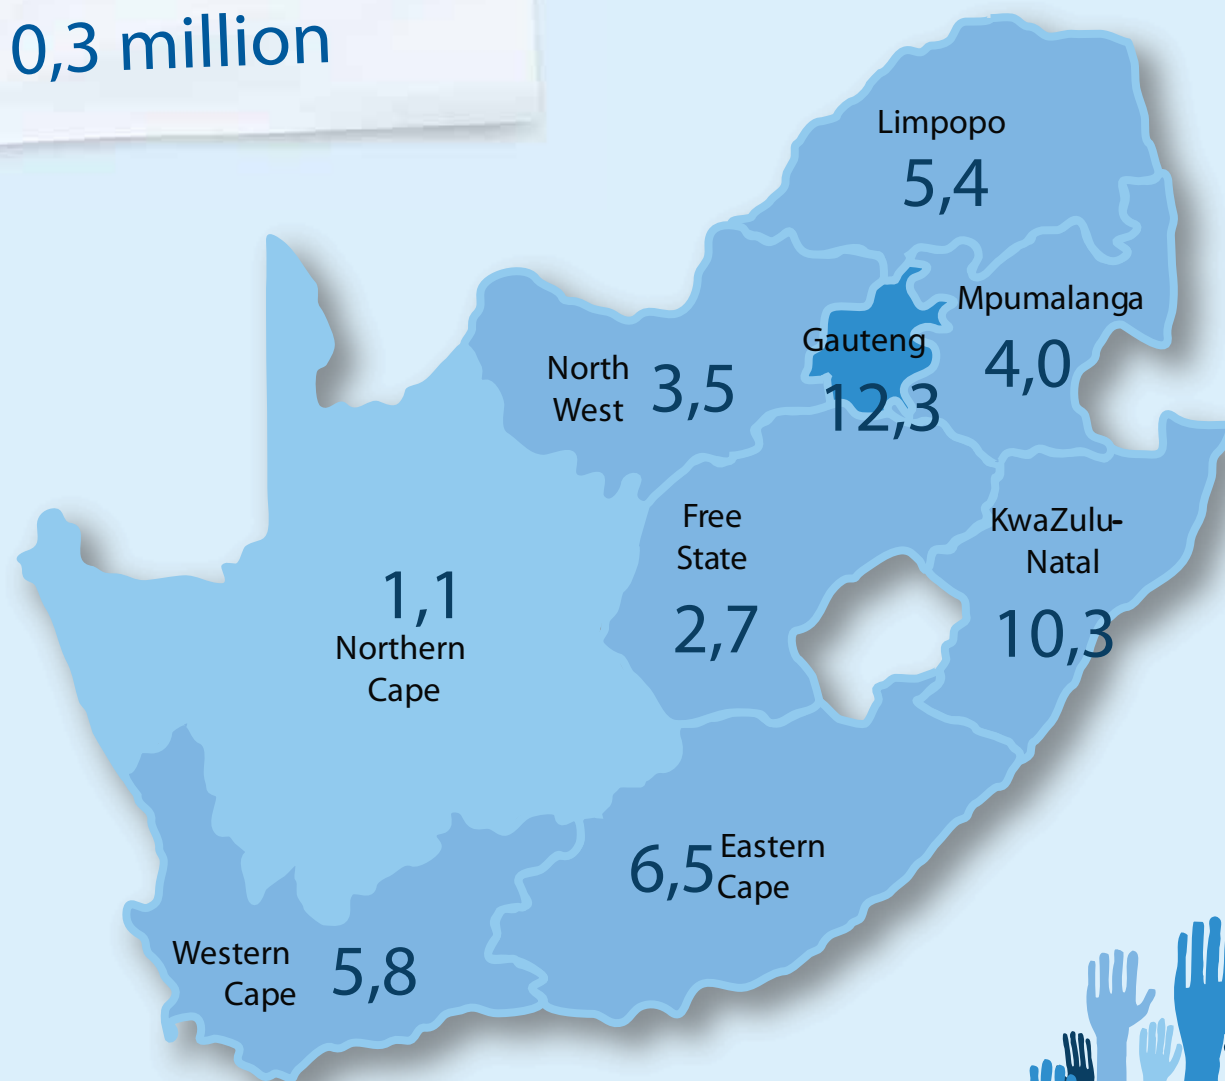 0,3 million
Limpopo
5,4
Mpumalanga
4,0
Gauteng
12,3
North
West
3,5
Free
State
2,7
KwaZulu-
Natal
10,3
1,1
Northern
Cape
6,5
Eastern
Cape
Western
Cape
5,8